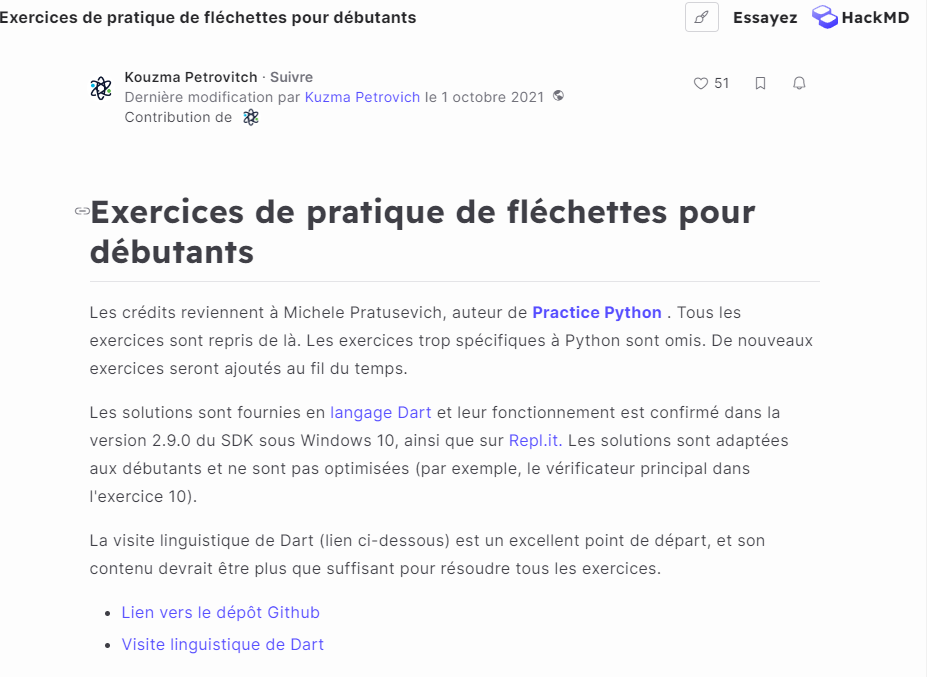 Exercices de pratique de fléchettes pour débutants
Essayez HackMD
Kouzma Petrovitch · Suivre
51
Dernière modification par Kuzma Petrovich le 1 octobre 2021
Contribution de
Exercices de pratique de fléchettes pour
débutants
Les crédits reviennent à Michele Pratusevich, auteur de Practice Python . Tous les
exercices sont repris de là. Les exercices trop spécifiques à Python sont omis. De nouveaux
exercices seront ajoutés au fil du temps.
Les solutions sont fournies en langage Dart et leur fonctionnement est confirmé dans la
version 2.9.0 du SDK sous Windows 10, ainsi que sur Repl.it. Les solutions sont adaptées
aux débutants et ne sont pas optimisées (par exemple, le vérificateur principal dans
l'exercice 10).
La visite linguistique de Dart (lien ci-dessous) est un excellent point de départ, et son
contenu devrait être plus que suffisant pour résoudre tous les exercices.
• Lien vers le dépôt Github
• Visite linguistique de Dart